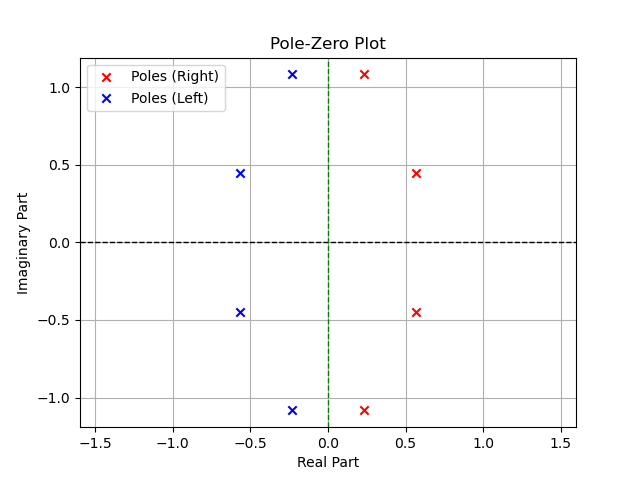 Pole-Zero Plot
Poles (Right)
Poles (Left)
1.0
0.5
0.0
−0.5
−1.0
Imaginary Part
−1.5
−1.0
−0.5
0.0
0.5
1.0
1.5
Real Part